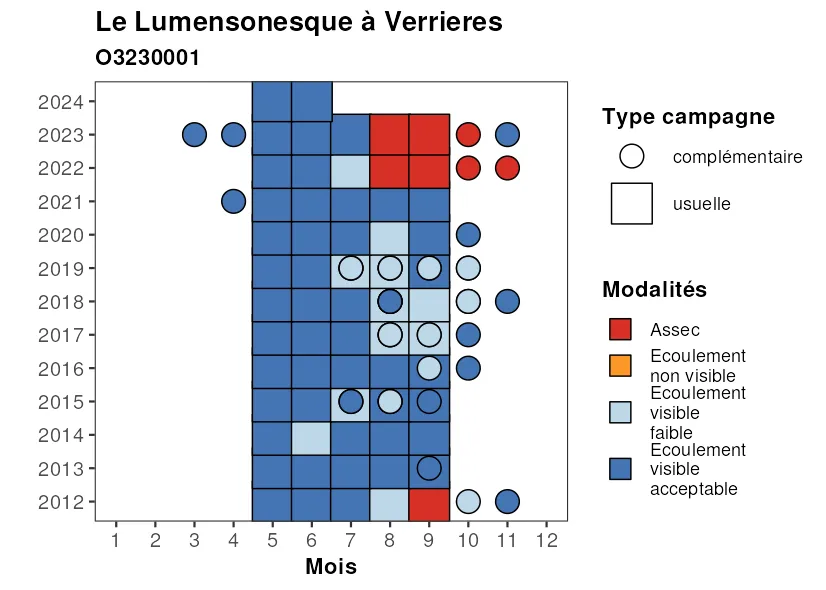 Le Lumensonesque à Verrieres
O3230001
2024
2023
2022
2021
2020
2019
2018
2017
2016
2015
2014
2013
2012
1 2 3 4 5 6 7 8 9 10 11 12
Mois
Type campagne
complémentaire
usuelle
Modalités
Assec
Ecoulement
non visible
Ecoulement
visible
faible
Ecoulement
visible
acceptable